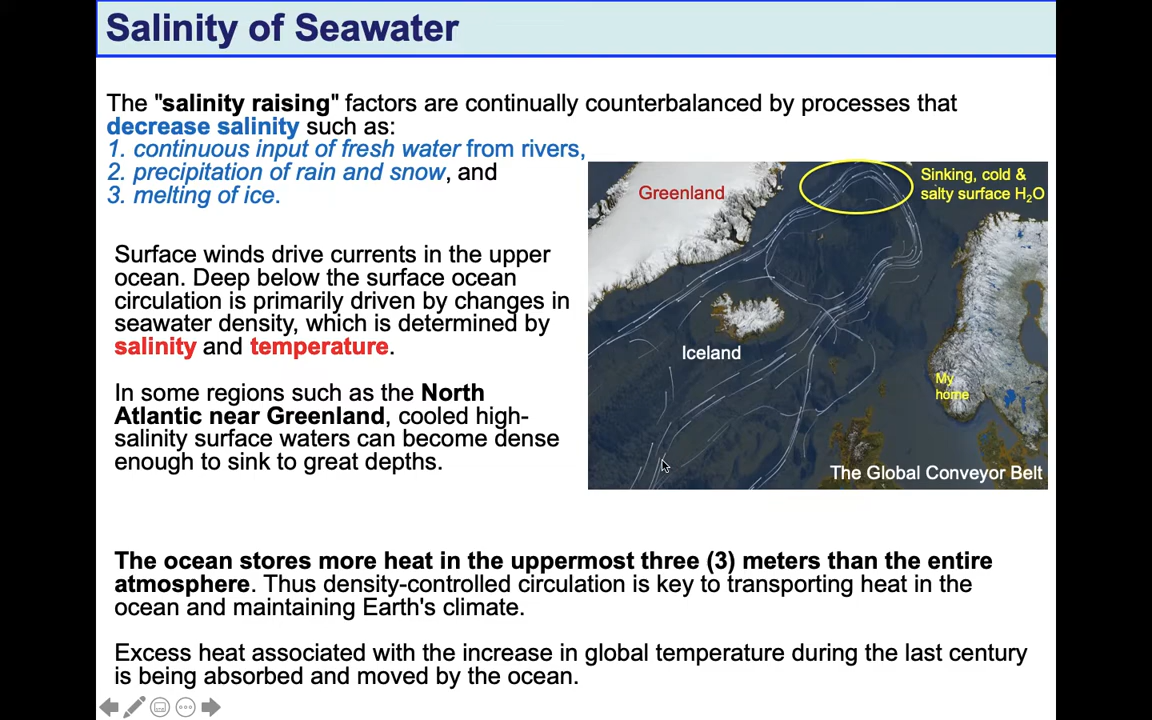 Salinity of Seawater
The "salinity raising" factors are continually counterbalanced by processes that
decrease salinity such as:
1. continuous input of fresh water from rivers,
2. precipitation of rain and snow, and
3. melting of ice.
Surface winds drive currents in the upper
ocean. Deep below the surface ocean
circulation is primarily driven by changes in
seawater density, which is determined by
salinity and temperature.
In some regions such as the North
Atlantic near Greenland, cooled high-
salinity surface waters can become dense
enough to sink to great depths.
Greenland
Sinking, cold &
salty surface H₂O
Iceland
My
home
The Global Conveyor Belt
The ocean stores more heat in the uppermost three (3) meters than the entire
atmosphere. Thus density-controlled circulation is key to transporting heat in the
ocean and maintaining Earth's climate.
Excess heat associated with the increase in global temperature during the last century
is being absorbed and moved by the ocean.